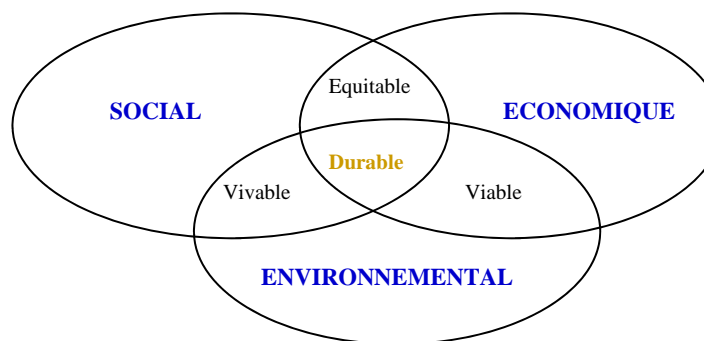 Equitable
SOCIAL
ECONOMIQUE
Durable
Vivable
Viable
ENVIRONNEMENTAL